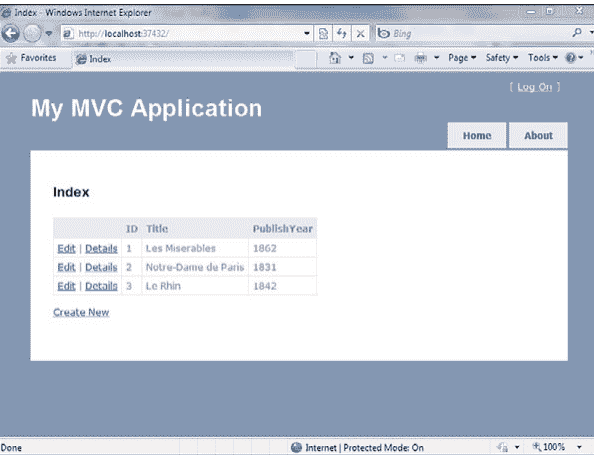 Index - Windows Internet Explorer
http://localhost:37432/
Bing
Favorites
Index
Page
Safety
Tools
[ Log On ]
My MVC Application
Home
About
Index
ID Title PublishYear
Edit | Details 1 Les Miserables 1862
Edit | Details 2 Notre-Dame de Paris 1831
Edit | Details 3 Le Rhin 1842
Create New
Done
Internet | Protected Mode: On
100%